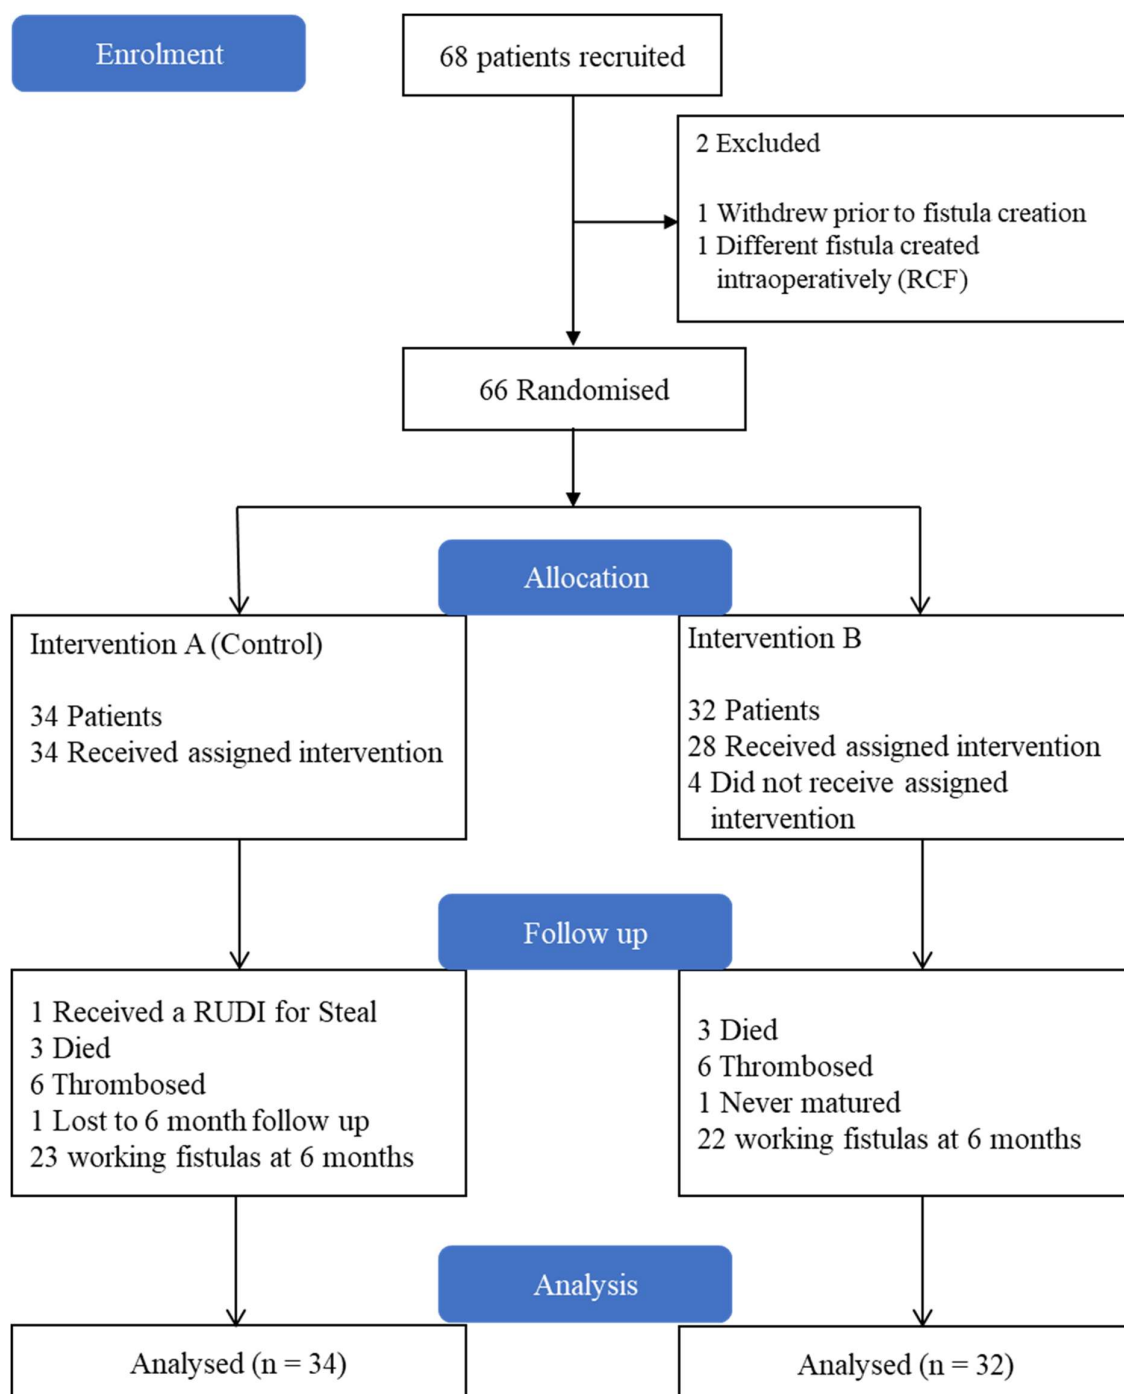 Enrolment
68 patients recruited
2 Excluded
1 Withdrew prior to fistula creation
1 Different fistula created
intraoperatively (RCF)
66 Randomised
Allocation
Intervention A (Control)
34 Patients
34 Received assigned intervention
Intervention B
32 Patients
28 Received assigned intervention
4 Did not receive assigned
intervention
Follow up
1 Received a RUDI for Steal
3 Died
6 Thrombosed
1 Lost to 6 month follow up
23 working fistulas at 6 months
3 Died
6 Thrombosed
1 Never matured
22 working fistulas at 6 months
Analysis
Analysed (n = 34)
Analysed (n = 32)